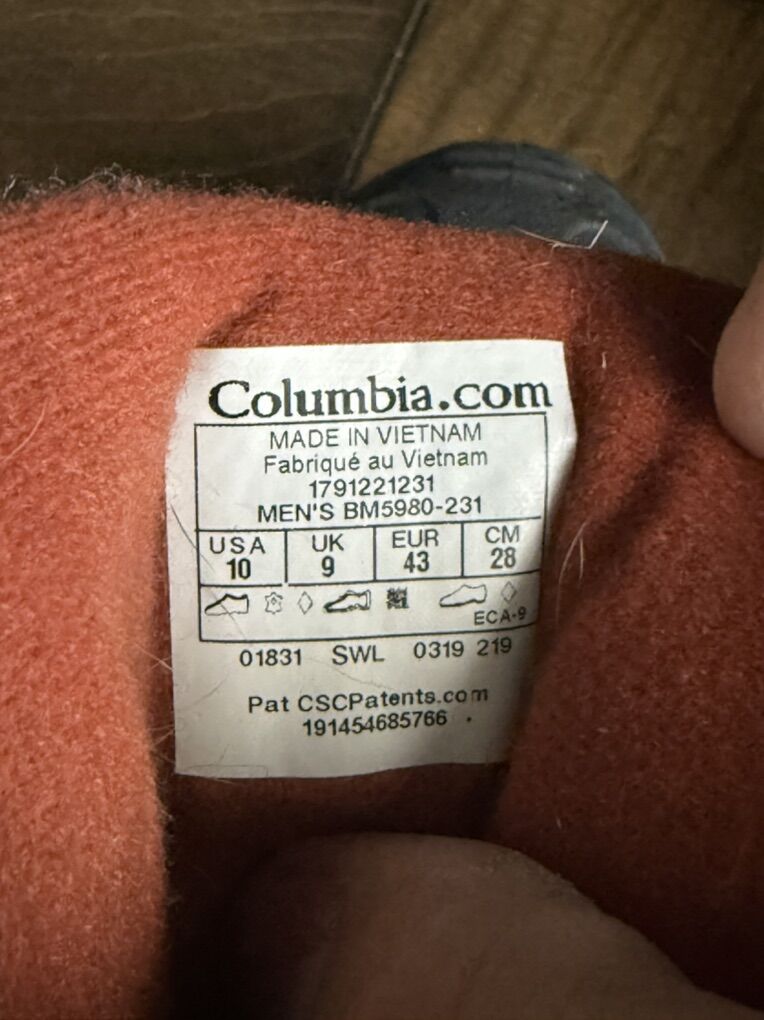 Columbia.com
MADE IN VIETNAM
Fabriqué au Vietnam
1791221231
MEN'S BM5980-231
USA UK EUR CM
10 9 43 28
ECA-9
01831 SWL 0319 219
Pat CSCPatents.com
191454685766